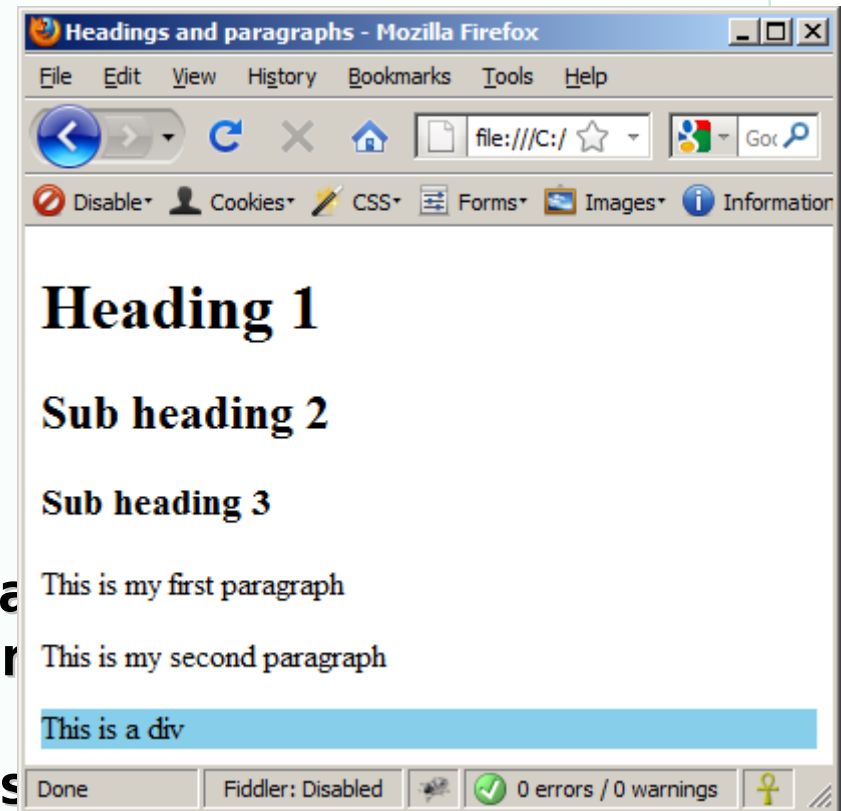 Headings and paragraphs - Mozilla Firefox
File Edit View History Bookmarks Tools Help
file:///C:/
Disable Cookies CSS Forms Images Information
Heading 1
Sub heading 2
Sub heading 3
This is my first paragraph
This is my second paragraph
This is a div
Done Fiddler: Disabled 0 errors / 0 warnings